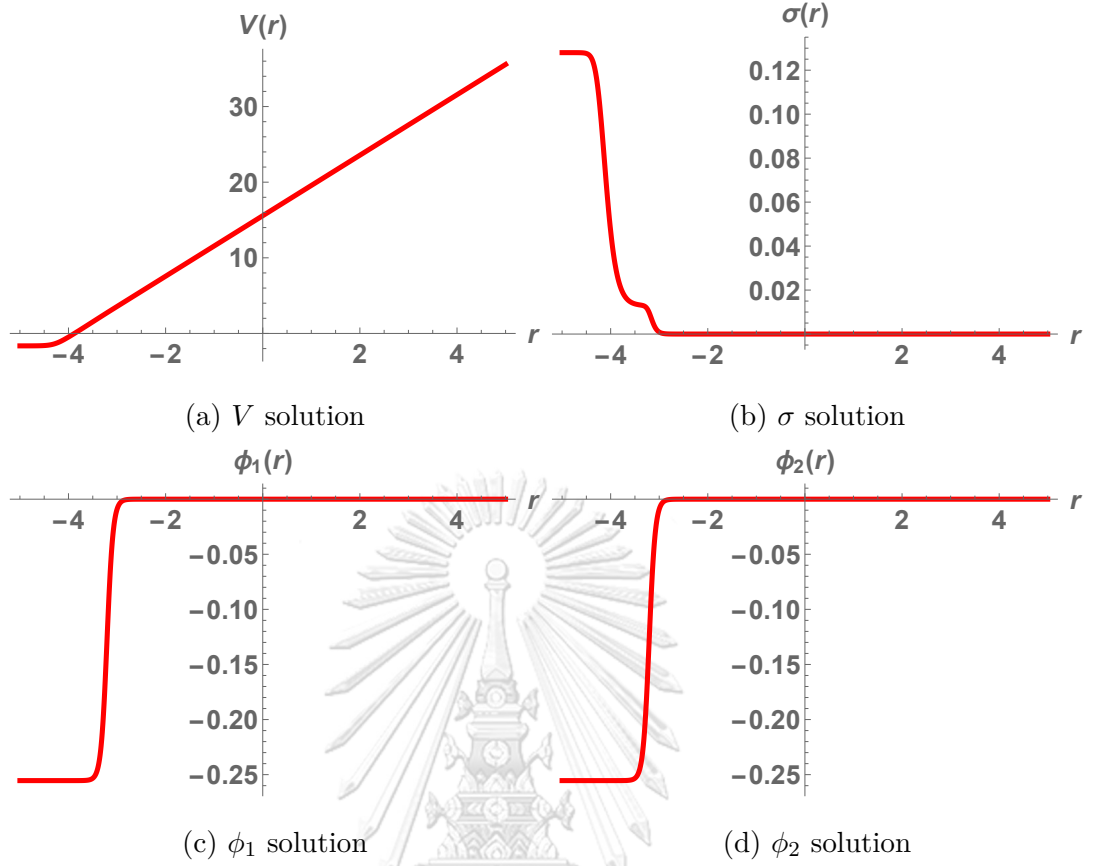 V(r)
30
20
10
−4 −2 2 4 r
(a) V solution
σ(r)
0.12
0.10
0.08
0.06
0.04
0.02
−4 −2 2 4 r
(b) σ solution
ϕ₁(r)
−4 −2 2 4 r
−0.05
−0.10
−0.15
−0.20
−0.25
(c) ϕ₁ solution
ϕ₂(r)
−4 −2 2 4 r
−0.05
−0.10
−0.15
−0.20
−0.25
(d) ϕ₂ solution